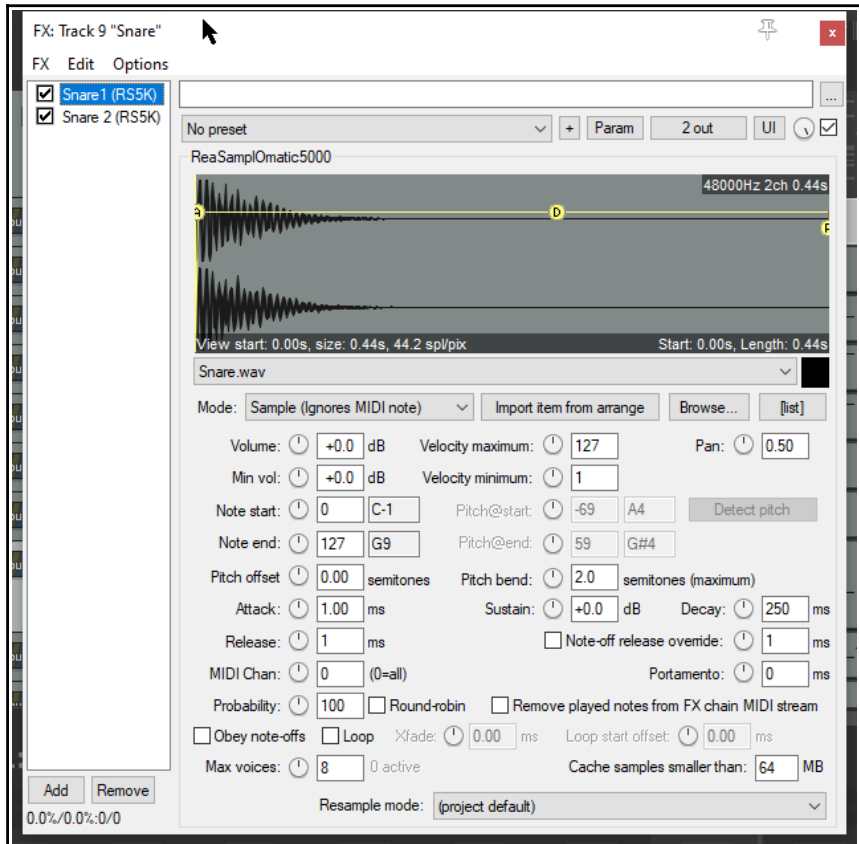 FX: Track 9 "Snare"
x
FX Edit Options
Snare1 (RS5K)
Snare 2 (RS5K)
...
No preset + Param 2 out UI
ReaSamplOmatic5000
48000Hz 2ch 0.44s
A D
View start: 0.00s, size: 0.44s, 44.2 spl/pix Start: 0.00s, Length: 0.44s
Snare.wav
Mode: Sample (Ignores MIDI note) Import item from arrange Browse... [list]
Volume: +0.0 dB Velocity maximum: 127 Pan: 0.50
Min vol: +0.0 dB Velocity minimum: 1
Note start: 0 C-1 Pitch@start: -69 A4 Detect pitch
Note end: 127 G9 Pitch@end: 59 G#4
Pitch offset 0.00 semitones Pitch bend: 2.0 semitones (maximum)
Attack: 1.00 ms Sustain: +0.0 dB Decay: 250 ms
Release: 1 ms Note-off release override: 1 ms
MIDI Chan: 0 (0=all) Portamento: 0 ms
Probability: 100 Round-robin Remove played notes from FX chain MIDI stream
Obey note-offs Loop Xfade: 0.00 ms Loop start offset: 0.00 ms
Max voices: 8 0 active Cache samples smaller than: 64 MB
Resample mode: (project default)
Add Remove
0.0%/0.0%:0/0